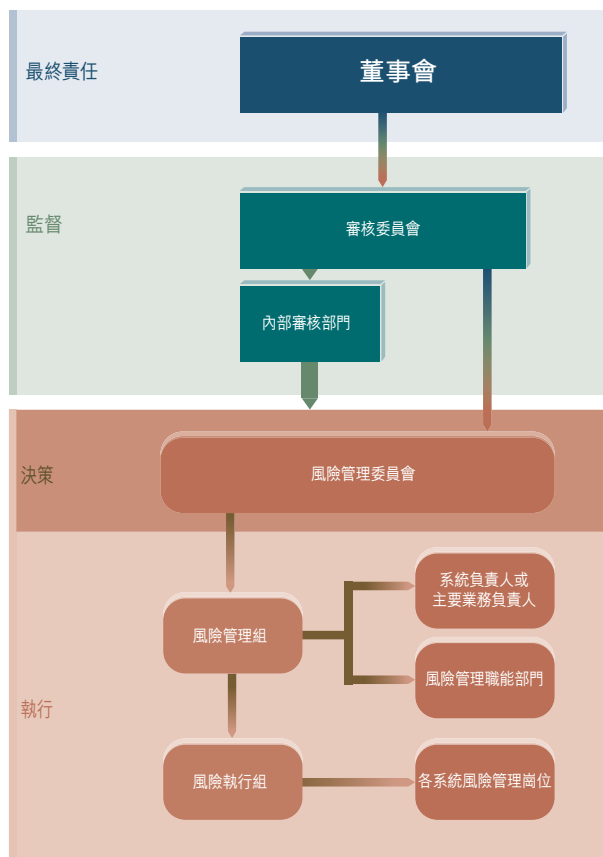 最終責任
董事會
監督
審核委員會
內部審核部門
決策
風險管理委員會
系統負責人或
主要業務負責人
風險管理組
風險管理職能部門
執行
風險執行組
各系統風險管理崗位